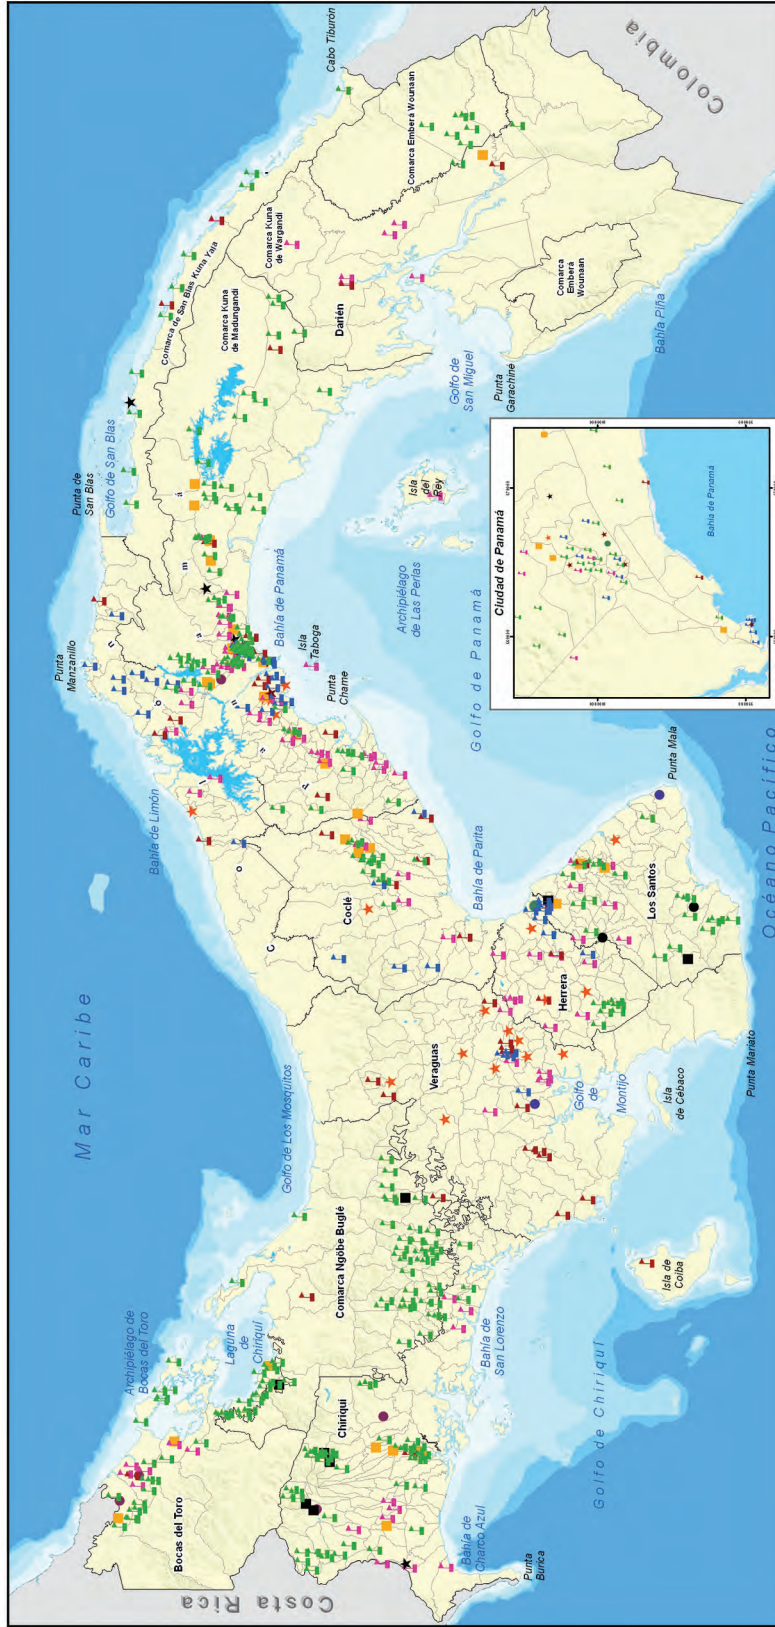 Mar Caribe
Costa Rica
Colombia
Océano Pacífico
Archipiélago de
Bocas del Toro
Laguna
de
Chiriquí
Golfo de Los Mosquitos
Bahía de Limón
Punta
Manzanillo
Punta de
San Blas
Golfo de San Blas
Cabo Tiburón
Comarca de San Blas Kuna Yala
Bocas del Toro
Chiriquí
Comarca Ngöbe Buglé
Veraguas
Coclé
C
o
l
ó
n
P
a
n
a
m
á
Comarca Kuna
de Madungandí
Comarca Kuna
de Wargandí
Darién
Comarca Emberá Wounaan
Comarca
Emberá
Wounaan
Herrera
Los Santos
Punta
Burica
Bahía de
Charco Azul
Golfo de Chiriquí
Bahía de
San Lorenzo
Isla de
Coiba
Golfo
de
Montijo
Isla
de Cébaco
Punta Mariato
Bahía de Parita
Punta Mala
Golfo de Panamá
Punta
Chame
Isla
Taboga
Bahía de Panamá
Archipiélago
de Las Perlas
Isla
del
Rey
Golfo de
San Miguel
Punta
Garachiné
Bahía Piña
Ciudad de Panamá
Bahía de Panamá